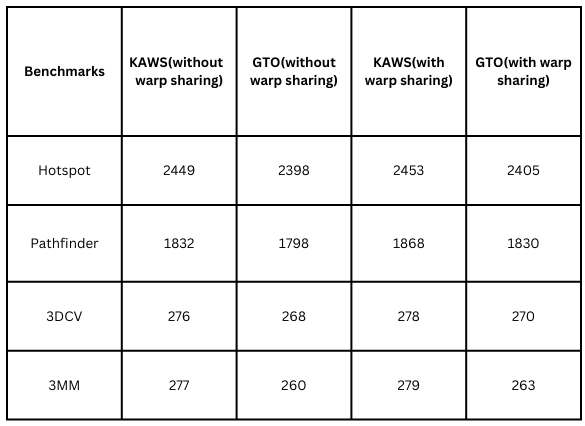 Benchmarks
KAWS(without
warp sharing)
GTO(without
warp sharing)
KAWS(with
warp sharing)
GTO(with warp
sharing)
Hotspot
2449
2398
2453
2405
Pathfinder
1832
1798
1868
1830
3DCV
276
268
278
270
3MM
277
260
279
263